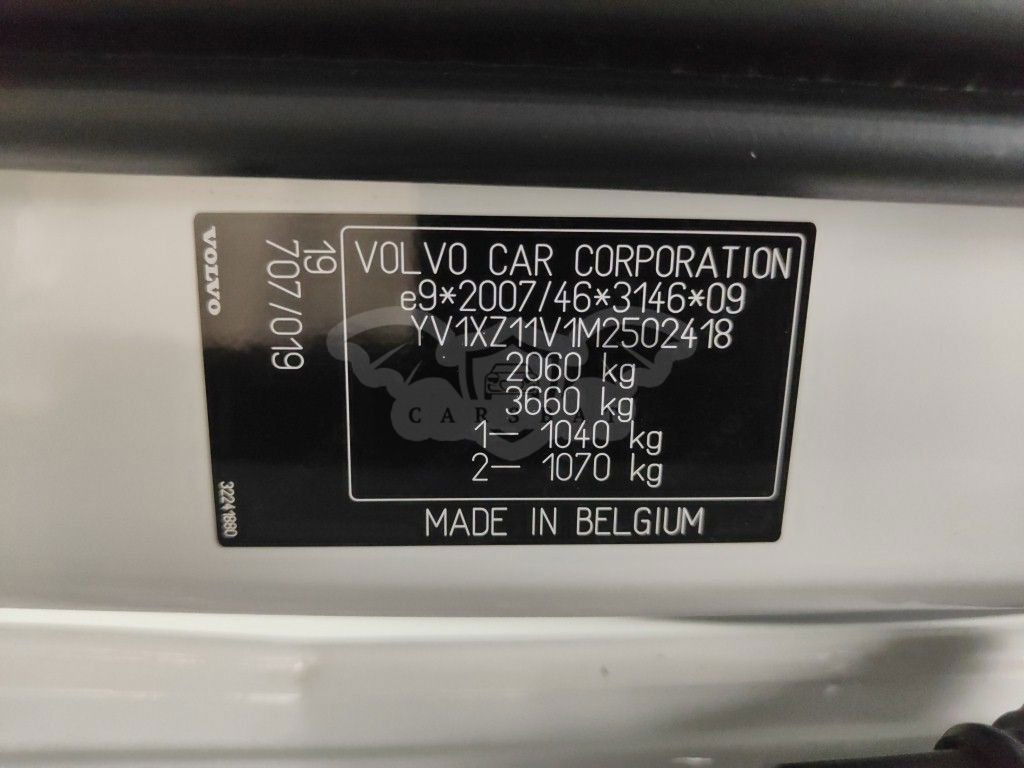 VOLVO
19
707/019
32241880
VOLVO CAR CORPORATION
e9*2007/46*3146*09
YV1XZ11V1M2502418
2060 kg
3660 kg
1— 1040 kg
2— 1070 kg
MADE IN BELGIUM